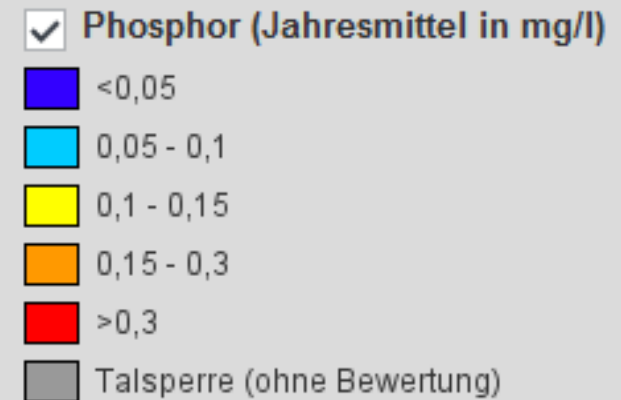 Phosphor (Jahresmittel in mg/l)
<0,05
0,05 - 0,1
0,1 - 0,15
0,15 - 0,3
>0,3
Talsperre (ohne Bewertung)